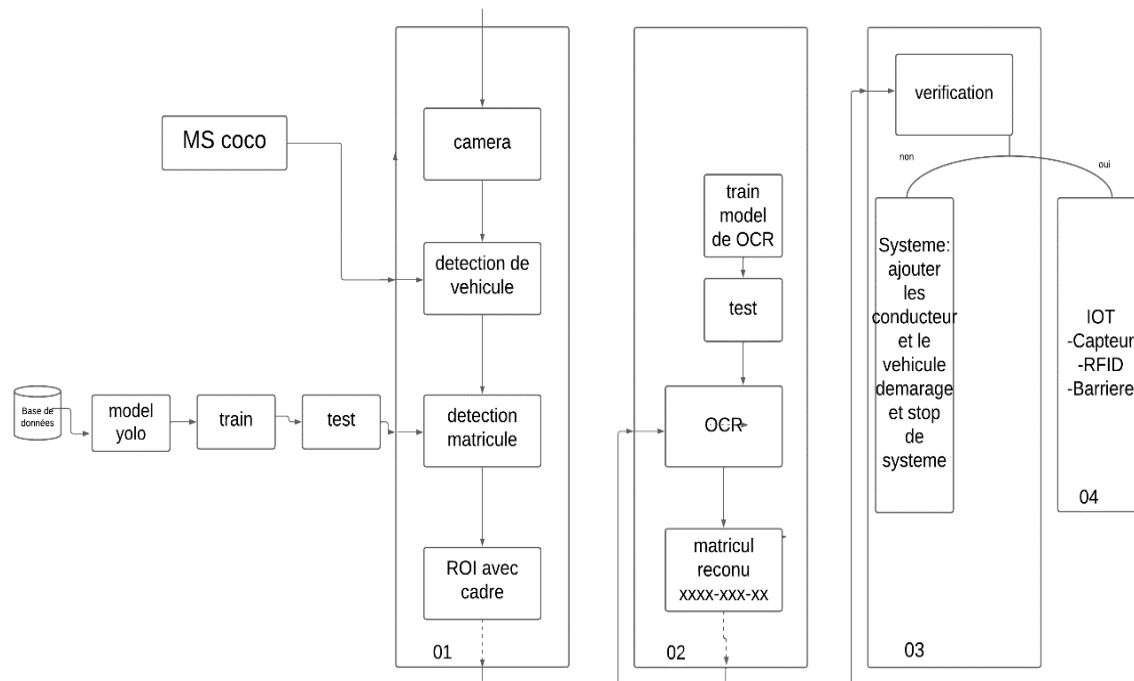 MS coco
camera
detection de
vehicule
Base de
données
model
yolo
train
test
detection
matricule
ROI avec
cadre
01
train
model
de OCR
test
OCR
matricul
reconu
xxxx-xxx-xx
02
verification
non
oui
Systeme:
ajouter
les
conducteur
et le
vehicule
demarage
et stop
de
systeme
03
IOT
-Capteur
-RFID
-Barriere
04